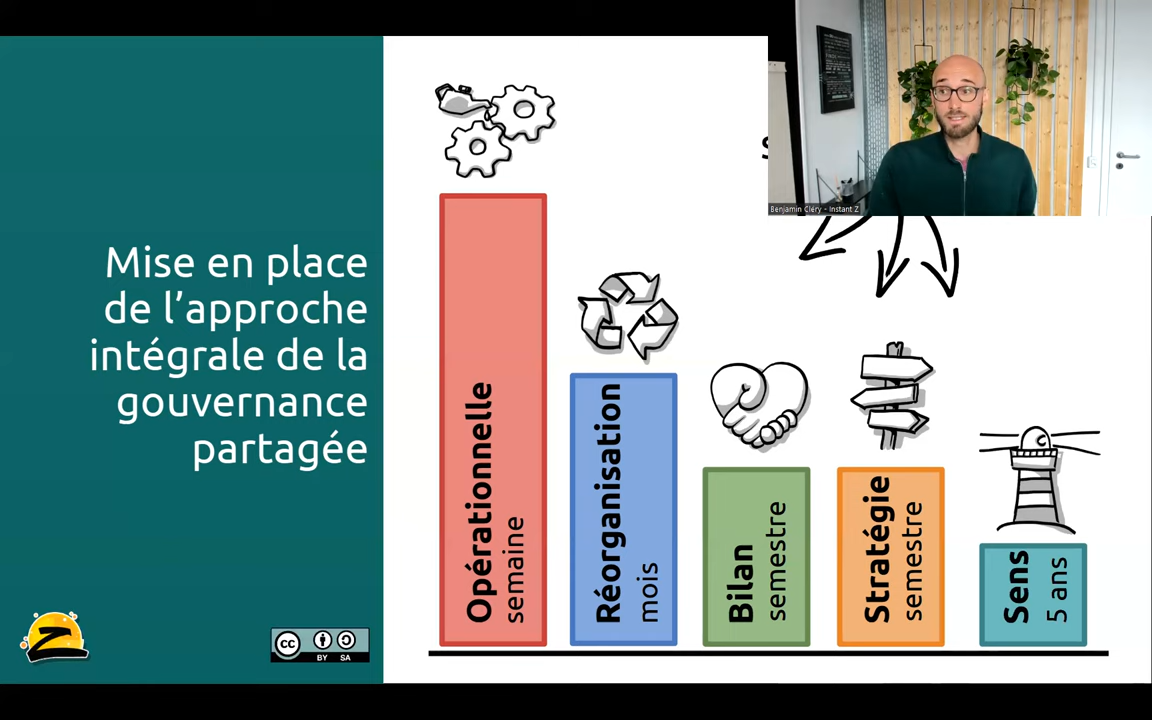 Mise en place
de l’approche
intégrale de la
gouvernance
partagée
Opérationnelle
semaine
Réorganisation
mois
Bilan
semestre
Stratégie
semestre
Sens
5 ans
Benjamin Cléry - Instant Z
Z
cc
BY SA